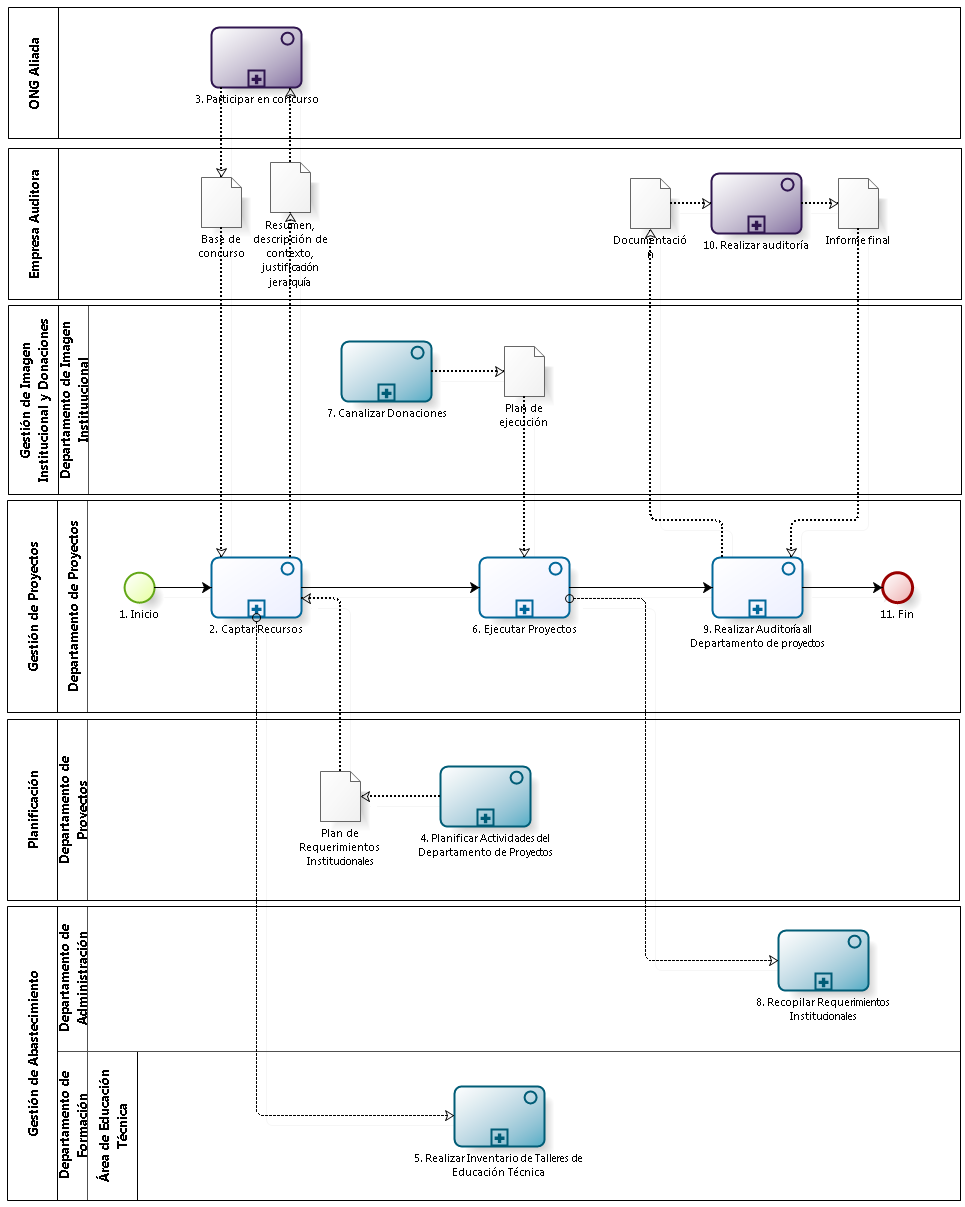 ONG Aliada
3. Participar en concurso
Empresa Auditora
Base de
concurso
Resumen,
descripción de
contexto,
justificación
jerarquía
Documentació
n
10. Realizar auditoría
Informe final
Gestión de Imagen
Institucional y Donaciones
Departamento de Imagen
Instituucional
7. Canalizar Donaciones
Plan de
ejecución
Gestión de Proyectos
Departamento de Proyectos
1. Inicio
2. Captar Recursos
6. Ejecutar Proyectos
9. Realizar Auditoría all
Departamento de proyectos
11. Fin
Planificación
Departamento de
Proyectos
Plan de
Requerimientos
Institucionales
4. Planificar Actividades del
Departamento de Proyectos
Gestión de Abastecimiento
Departamento de
Administración
8. Recopilar Requerimientos
Institucionales
Departamento de
Formación
Área de Educación
Técnica
5. Realizar Inventario de Talleres de
Educación Técnica